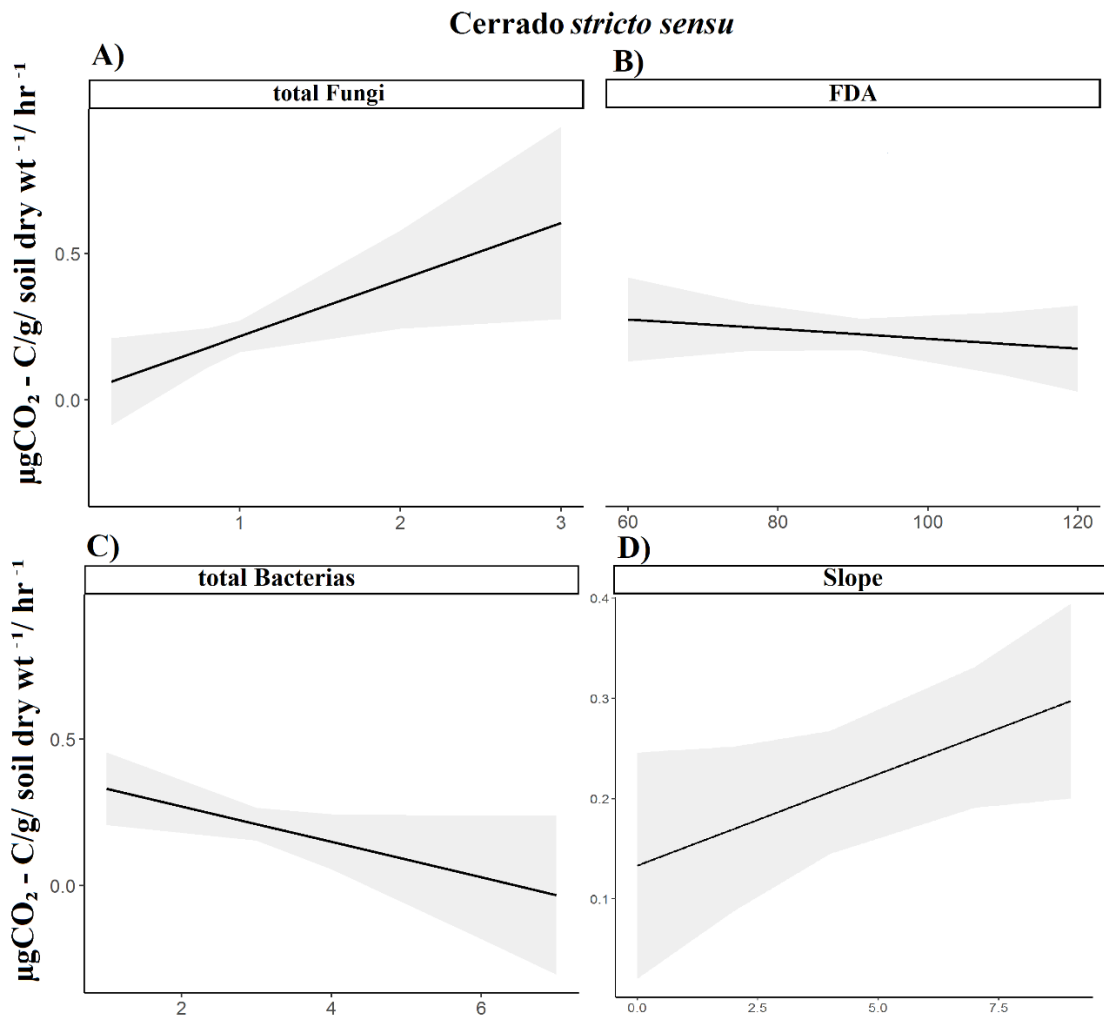 Cerrado stricto sensu
A)
total Fungi
µgCO₂ - C/g/ soil dry wt ⁻¹/ hr ⁻¹
0.5
0.0
1
2
3
B)
FDA
60
80
100
120
C)
total Bacterias
µgCO₂ - C/g/ soil dry wt ⁻¹/ hr ⁻¹
0.5
0.0
2
4
6
D)
Slope
0.4
0.3
0.2
0.1
0.0
2.5
5.0
7.5